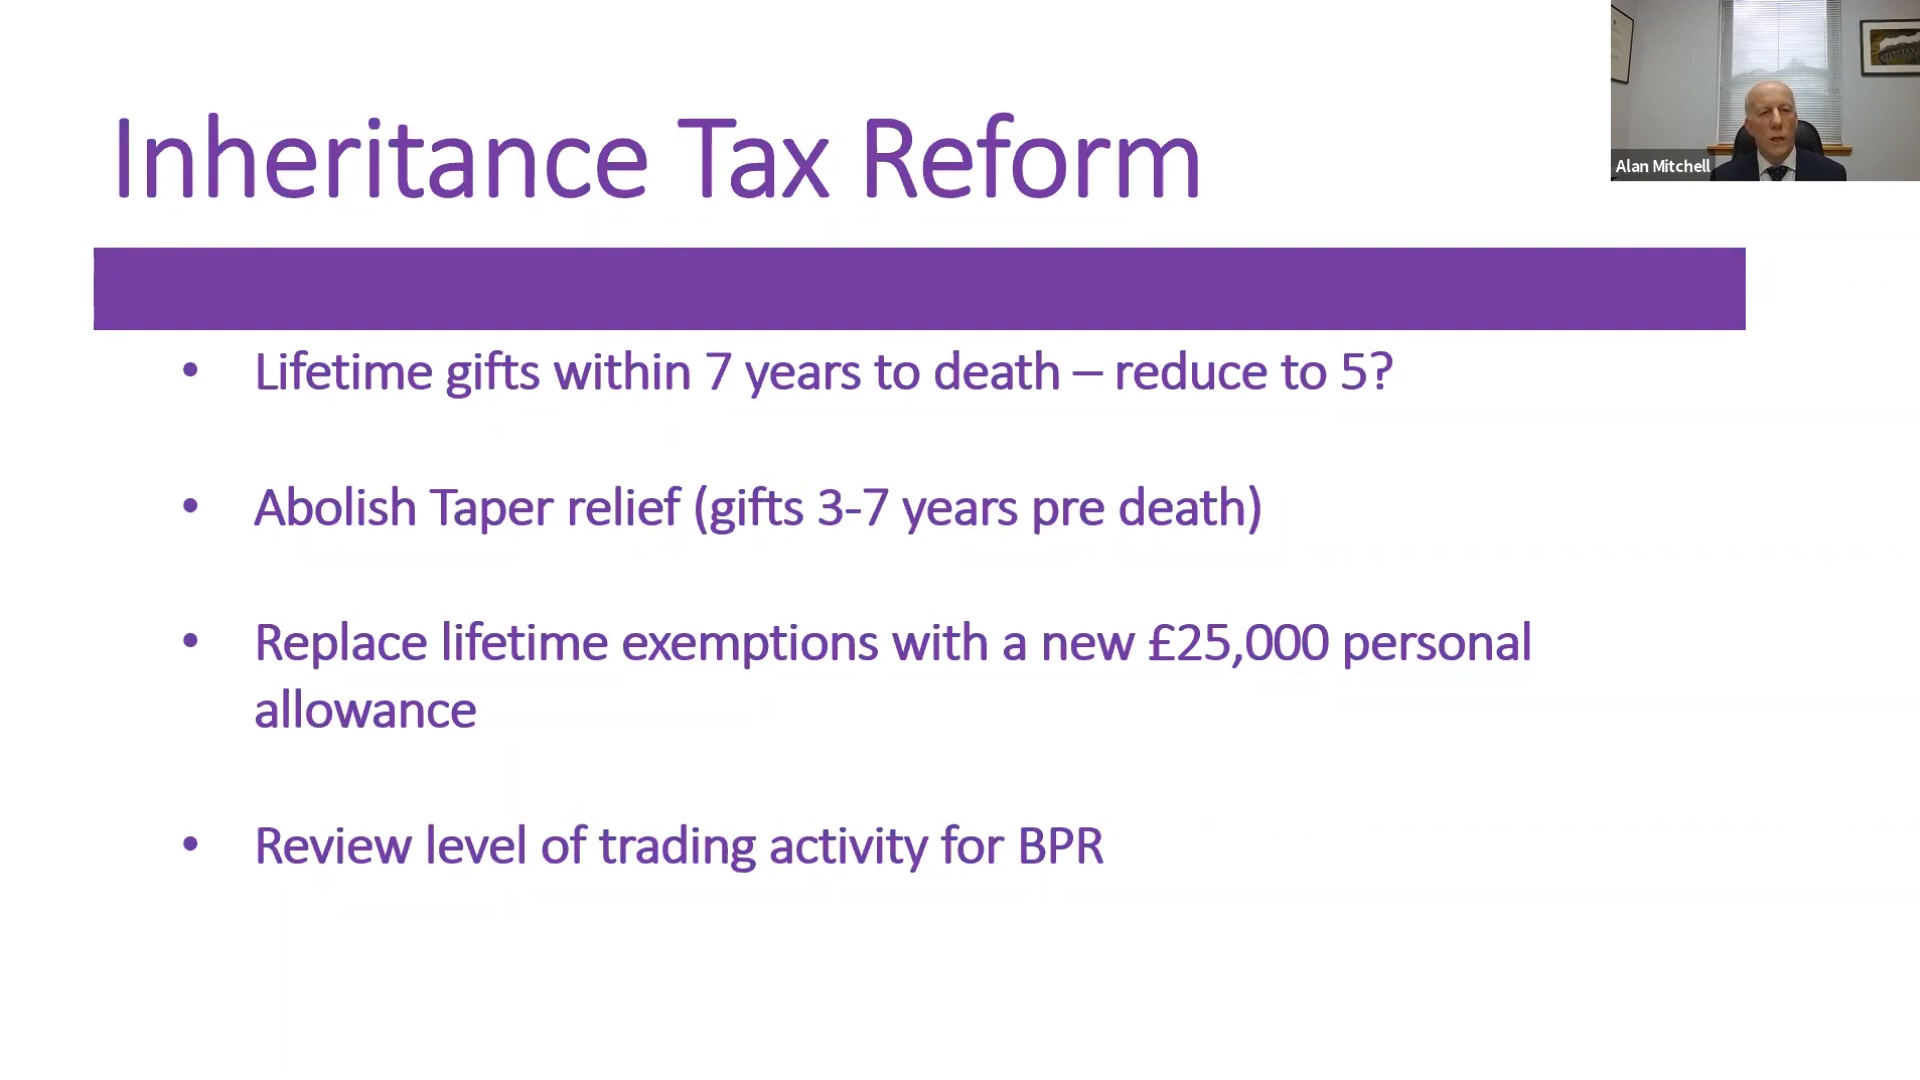 Inheritance Tax Reform
Alan Mitchell
• Lifetime gifts within 7 years to death – reduce to 5?
• Abolish Taper relief (gifts 3-7 years pre death)
• Replace lifetime exemptions with a new £25,000 personal
allowance
• Review level of trading activity for BPR